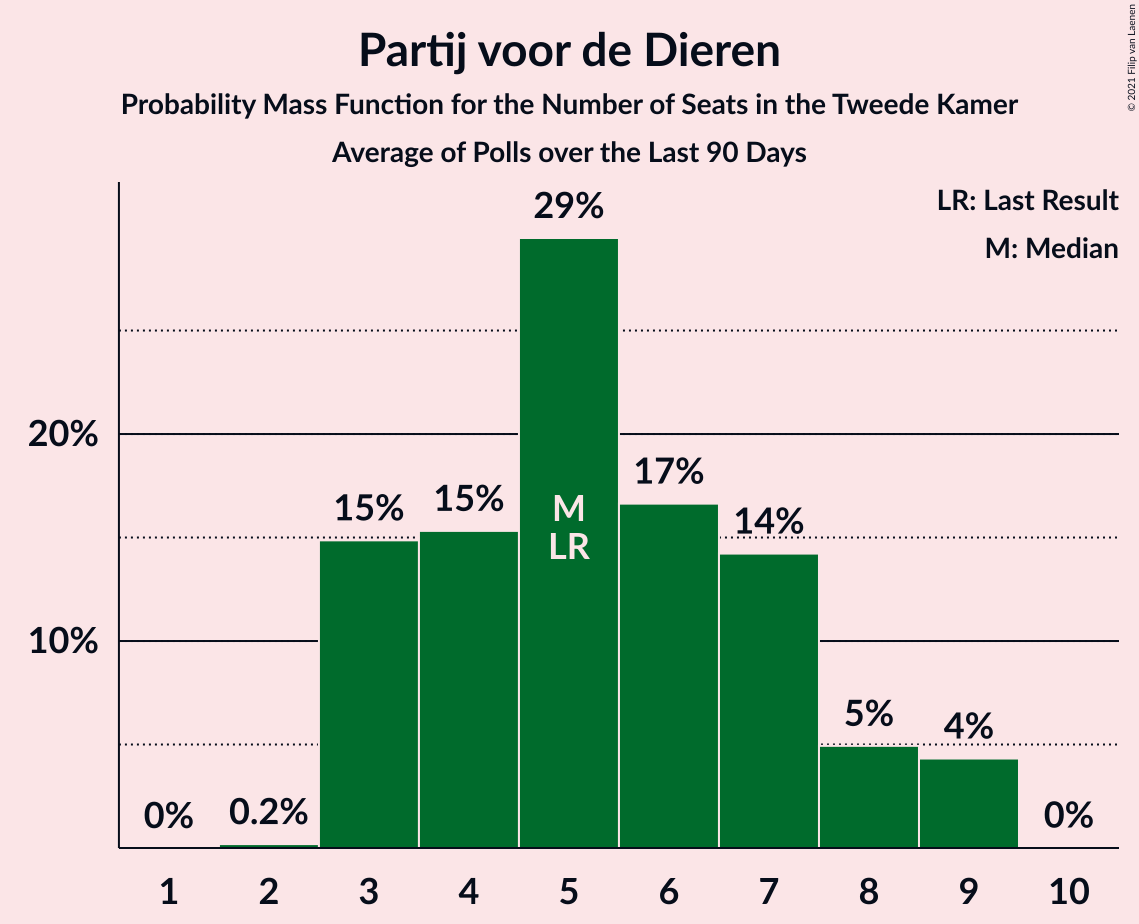 Partij voor de Dieren
Probability Mass Function for the Number of Seats in the Tweede Kamer
Average of Polls over the Last 90 Days
© 2021 Filip van Laenen
LR: Last Result
M: Median
29%
20%
17%
15%
15%
14%
M
LR
10%
5%
4%
0%
0.2%
0%
1 2 3 4 5 6 7 8 9 10